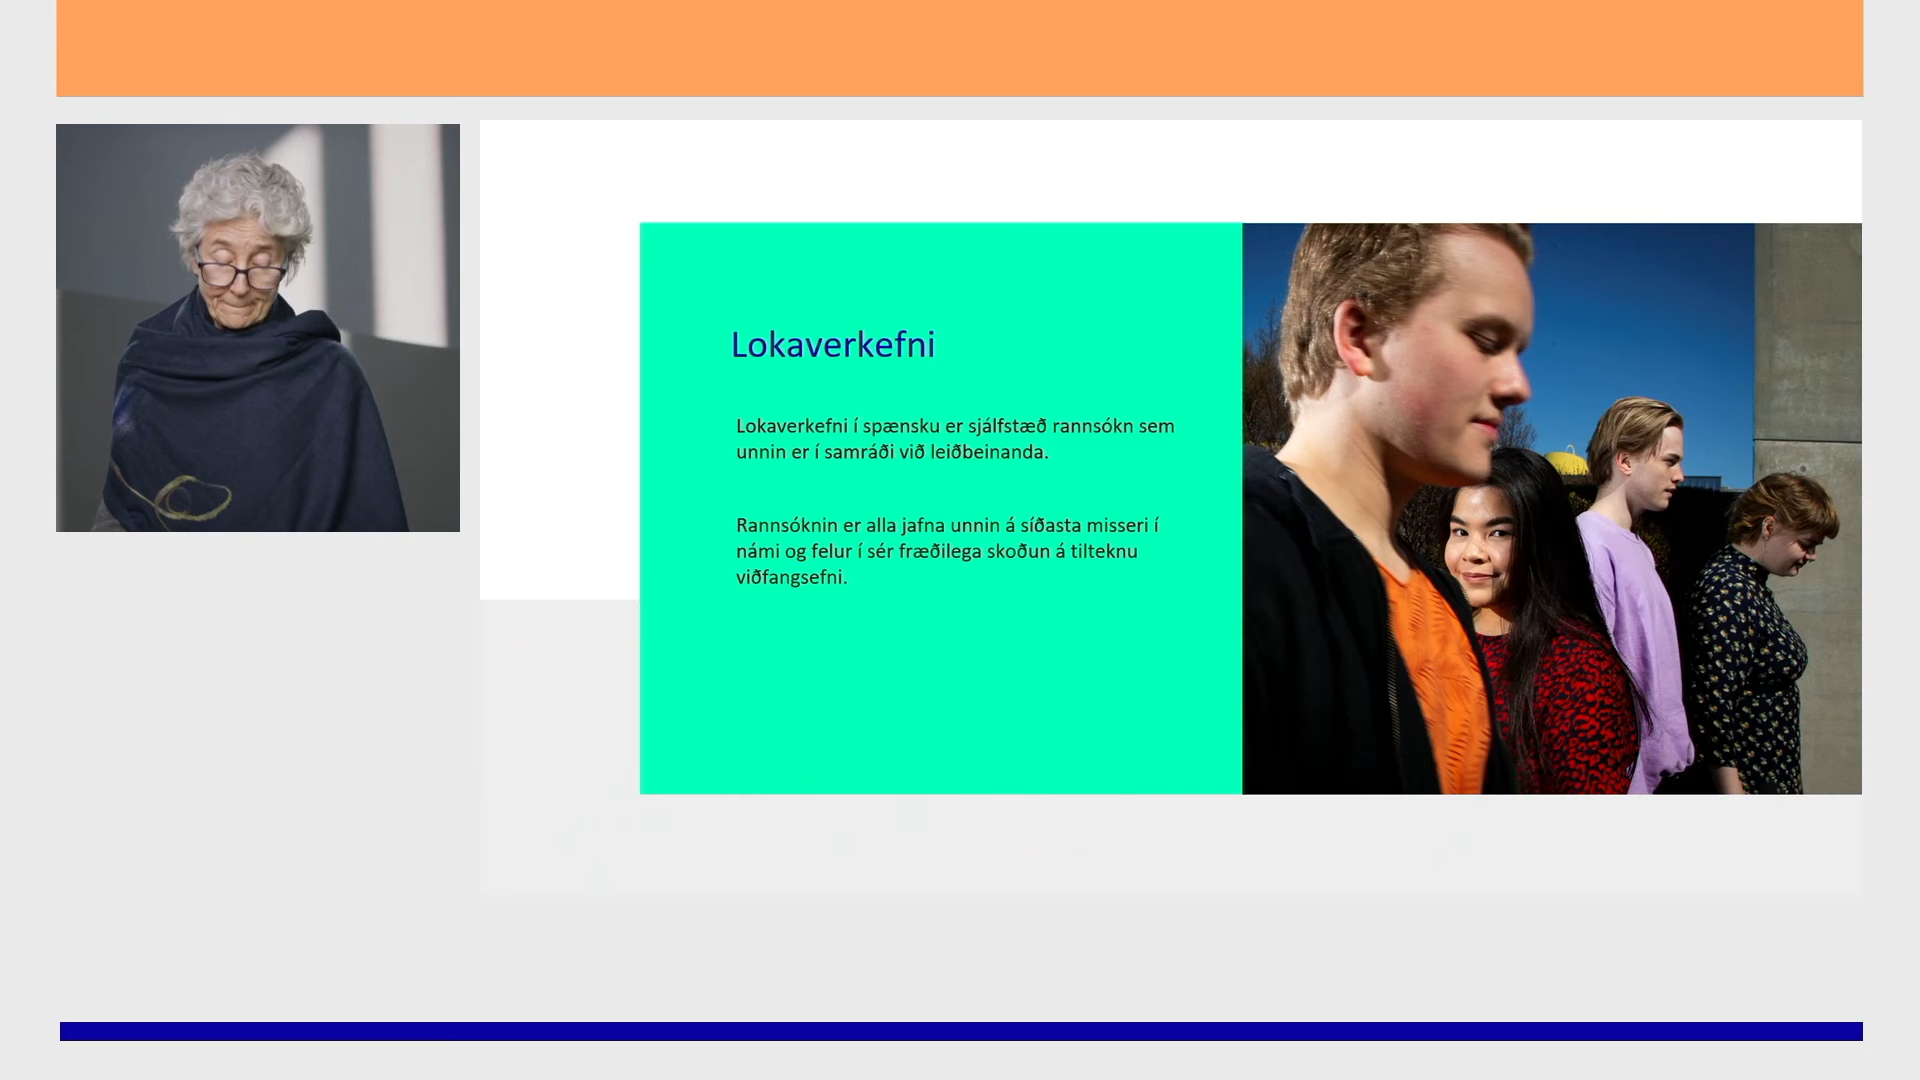 Lokaverkefni
Lokaverkefni í spænsku er sjálfstæð rannsókn sem
unnin er í samráði við leiðbeinanda.
Rannsóknin er alla jafna unnin á síðasta misseri í
námi og felur í sér fræðilega skoðun á tilteknu
viðfangsefni.